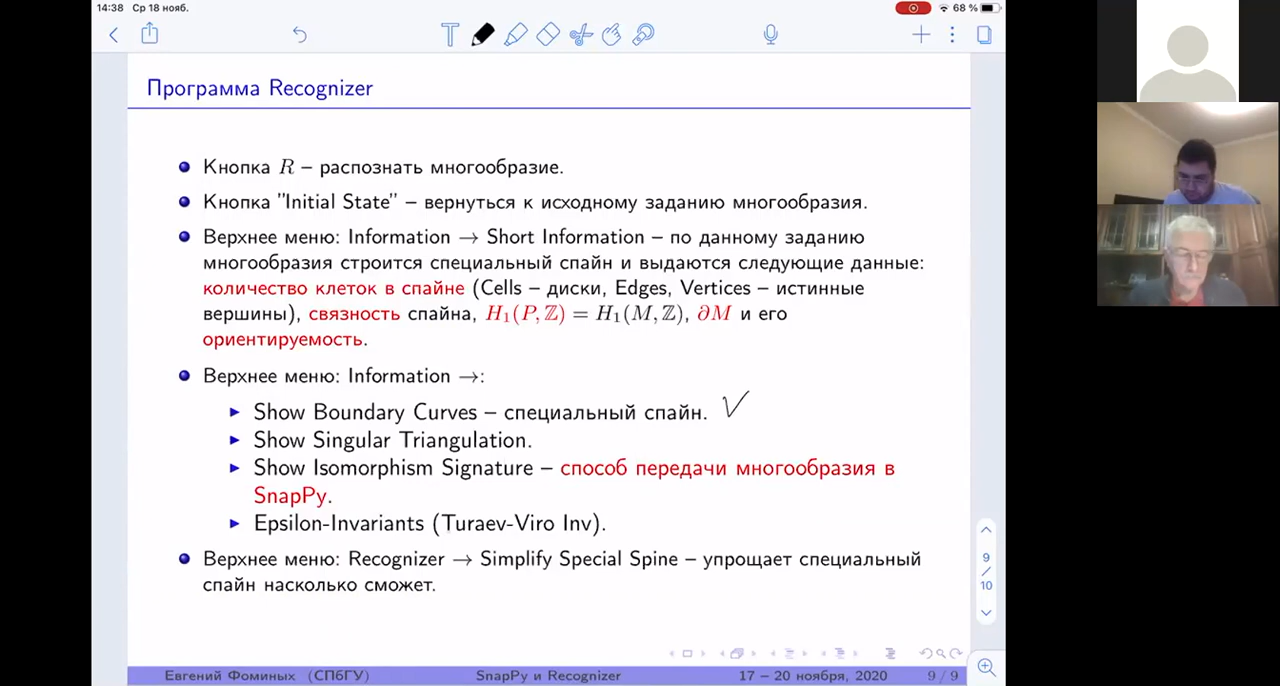 14:38 Ср 18 нояб.
68 %
Программа Recognizer
Кнопка R – распознать многообразие.
Кнопка "Initial State" – вернуться к исходному заданию многообразия.
Верхнее меню: Information → Short Information – по данному заданию
многообразия строится специальный спайн и выдаются следующие данные:
количество клеток в спайне (Cells – диски, Edges, Vertices – истинные
вершины), связность спайна, H₁(P, ℤ) = H₁(M, ℤ), ∂M и его
ориентируемость.
Верхнее меню: Information →:
Show Boundary Curves – специальный спайн.
Show Singular Triangulation.
Show Isomorphism Signature – способ передачи многообразия в
SnapPy.
Epsilon-Invariants (Turaev-Viro Inv).
Верхнее меню: Recognizer → Simplify Special Spine – упрощает специальный
спайн насколько сможет.
9
/
10
Евгений Фоминых (СПбГУ) SnapPy и Recognizer 17 – 20 ноября, 2020 9 / 9